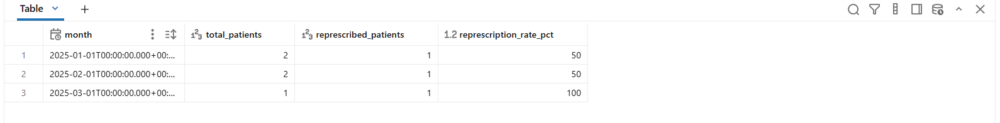 Table
month total_patients represcribed_patients 1.2 represcription_rate_pct
1 2025-01-01T00:00:00.000+00:... 2 1 50
2 2025-02-01T00:00:00.000+00:... 2 1 50
3 2025-03-01T00:00:00.000+00:... 1 1 100